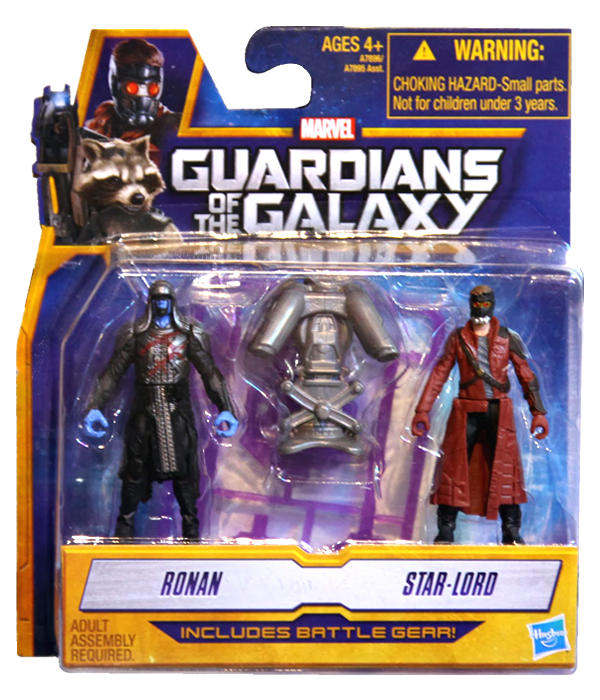 AGES 4+
A7896/
A7895 Asst.
WARNING:
CHOKING HAZARD-Small parts.
Not for children under 3 years.
MARVEL
GUARDIANS
OF THE GALAXY
RONAN
STAR-LORD
ADULT
ASSEMBLY
REQUIRED.
INCLUDES BATTLE GEAR!
Hasbro